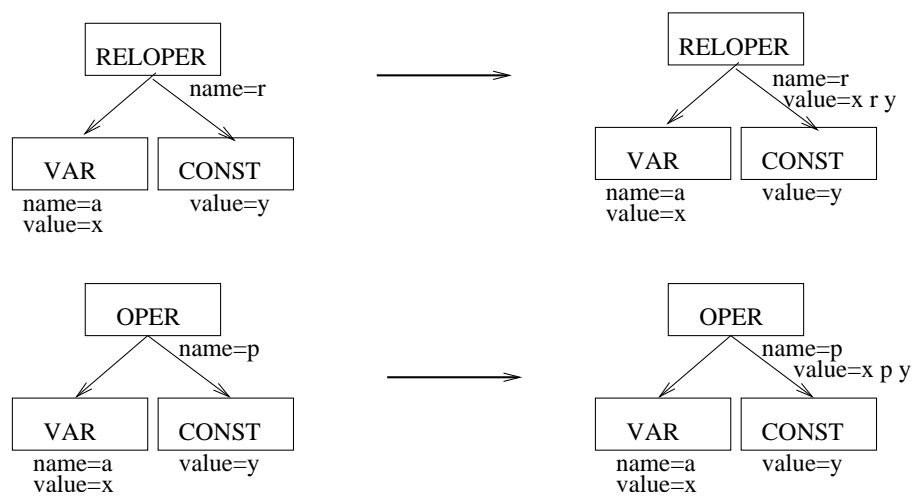 RELOPER
name=r
VAR
CONST
name=a
value=x
value=y
RELOPER
name=r
value=x r y
VAR
CONST
name=a
value=x
value=y
OPER
name=p
VAR
CONST
name=a
value=x
value=y
OPER
name=p
value=x p y
VAR
CONST
name=a
value=x
value=y